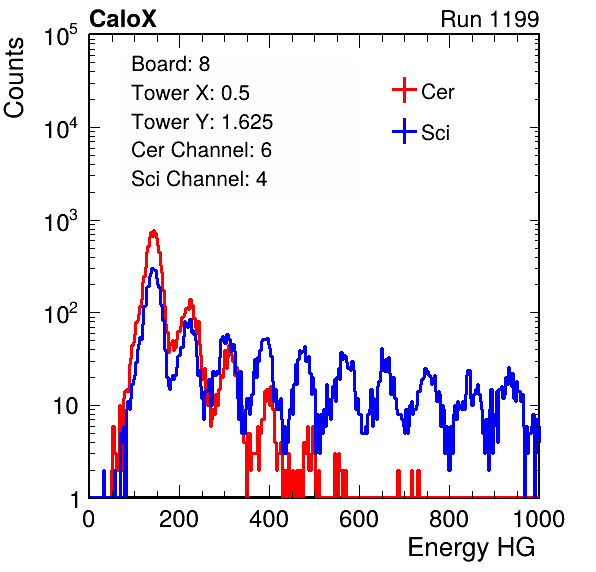 CaloX Run 1199
Counts
Board: 8
Tower X: 0.5
Tower Y: 1.625
Cer Channel: 6
Sci Channel: 4
Cer
Sci
10^5
10^4
10^3
10^2
10
1
0 200 400 600 800 1000
Energy HG